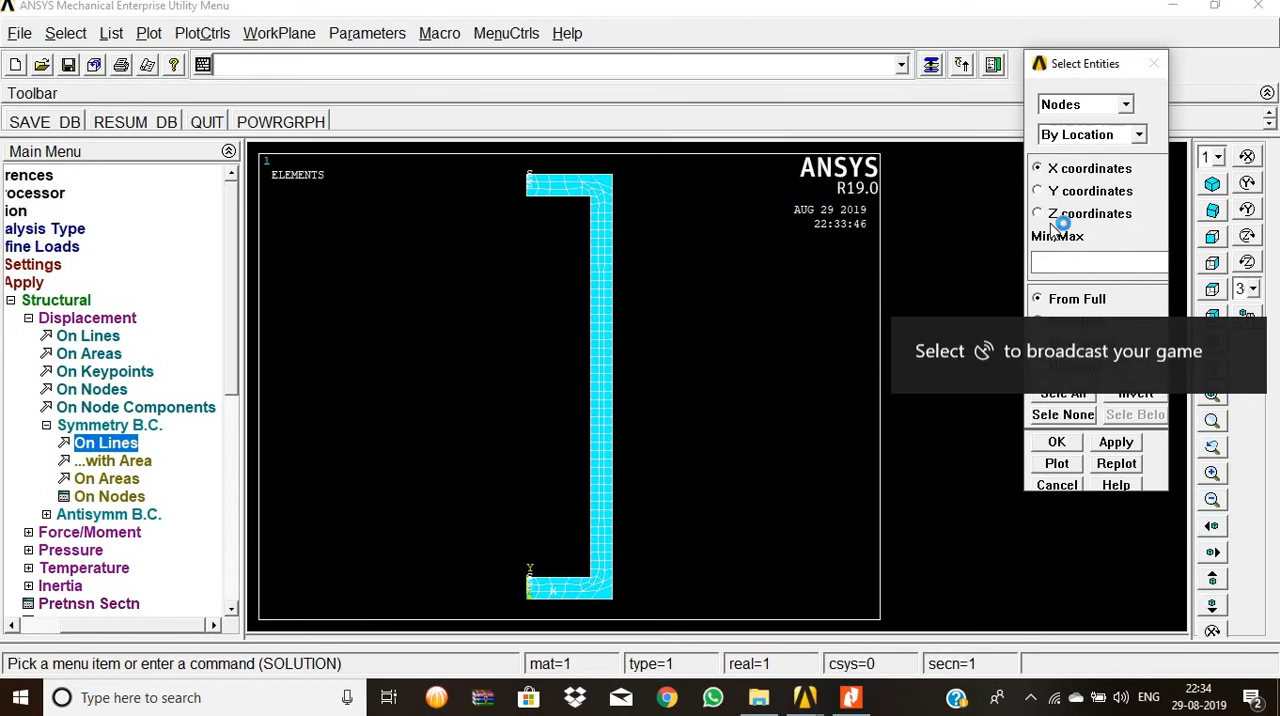 ANSYS Mechanical Enterprise Utility Menu
File Select List Plot PlotCtrls WorkPlane Parameters Macro MenuCtrls Help
Toolbar
SAVE_DB RESUM_DB QUIT POWRGRPH
Main Menu
rences
rocessor
ion
alysis Type
fine Loads
Settings
Apply
Structural
Displacement
On Lines
On Areas
On Keypoints
On Nodes
On Node Components
Symmetry B.C.
On Lines
...with Area
On Areas
On Nodes
Antisymm B.C.
Force/Moment
Pressure
Temperature
Inertia
Pretnsn Sectn
1
ELEMENTS
ANSYS
R19.0
AUG 29 2019
22:33:46
S
Y
X
Select Entities
Nodes
By Location
X coordinates
Y coordinates
Z coordinates
Min,Max
From Full
Select to broadcast your game
Sele All Invert
Sele None Sele Belo
OK Apply
Plot Replot
Cancel Help
1
3
Pick a menu item or enter a command (SOLUTION) mat=1 type=1 real=1 csys=0 secn=1
Type here to search
ENG
22:34
29-08-2019
2